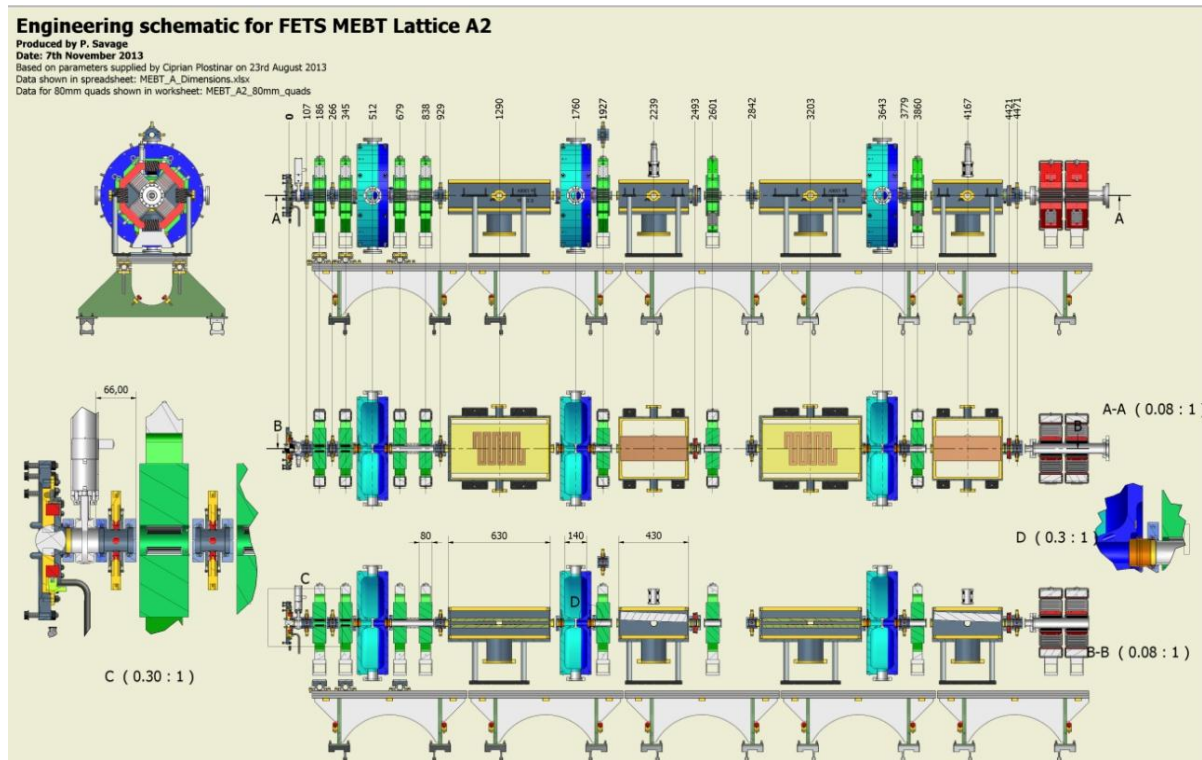 Engineering schematic for FETS MEBT Lattice A2
Produced by P. Savage
Date: 7th November 2013
Based on parameters supplied by Ciprian Plostinar on 23rd August 2013
Data shown in spreadsheet: MEBT_A_Dimensions.xlsx
Data for 80mm quads shown in worksheet: MEBT_A2_80mm_quads
0 107 186 266 345 512 679 838 929 1290 1760 1927 2239 2493 2601 2842 3203 3643 3779 3860 4167 4421 4471
A A
66,00
B B
A-A ( 0.08 : 1 )
80 630 140 430
D ( 0.3 : 1 )
C
D
C ( 0.30 : 1 )
B-B ( 0.08 : 1 )